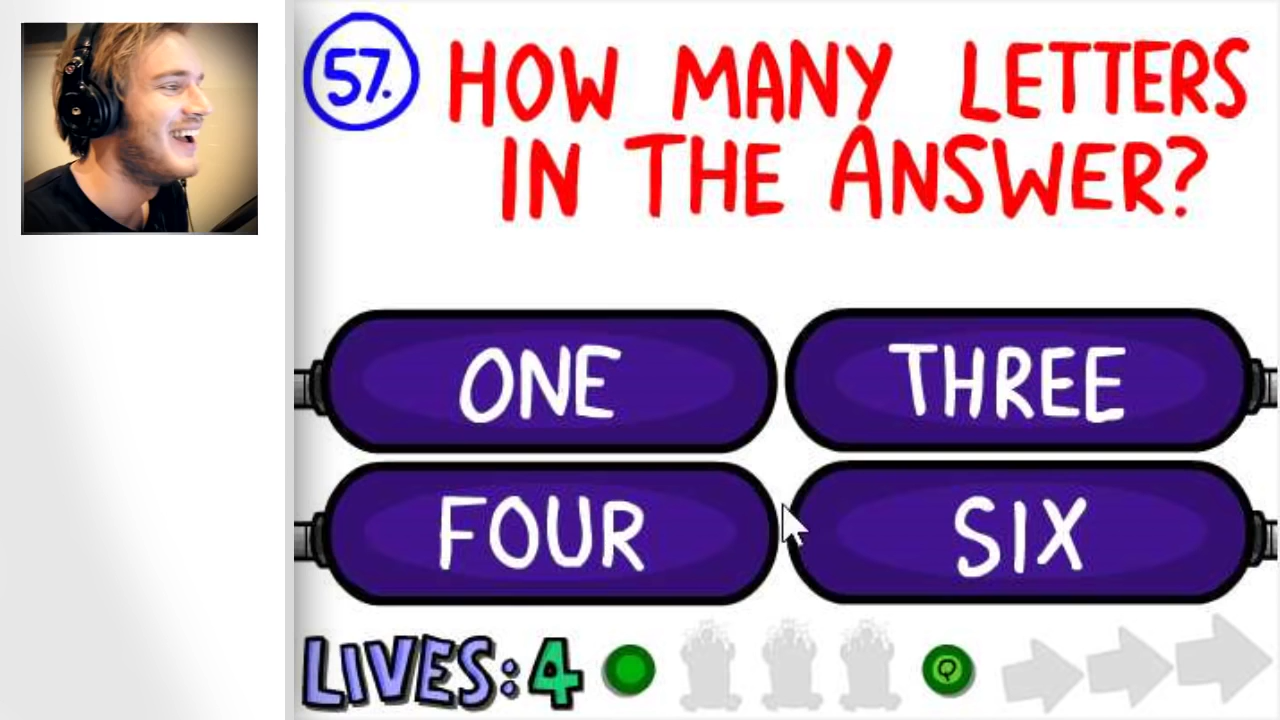 57. HOW MANY LETTERS
IN THE ANSWER?
ONE
THREE
FOUR
SIX
LIVES: 4